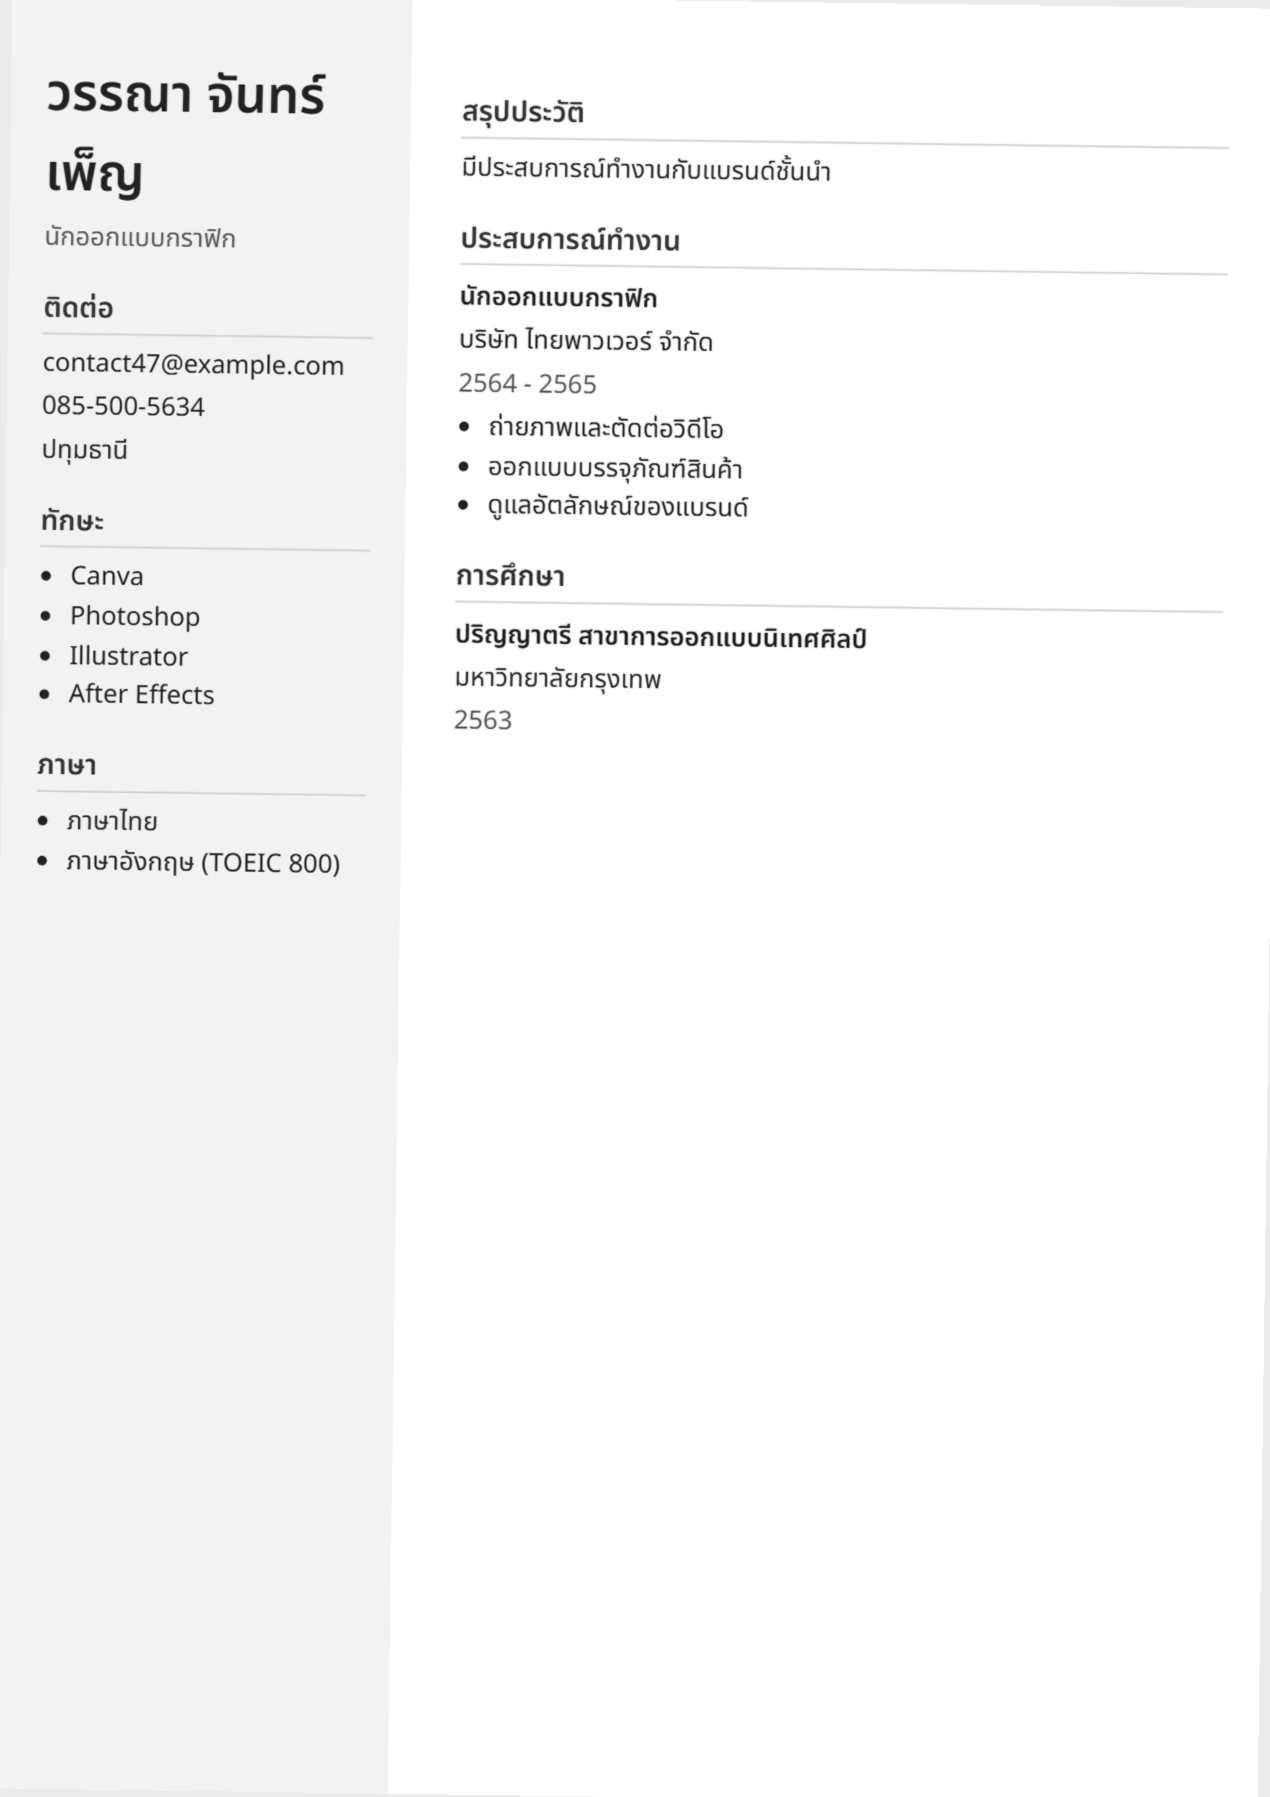 วรรณา จันทร์
เพ็ญ
นักออกแบบกราฟิก
ติดต่อ
contact47@example.com
085-500-5634
ปทุมธานี
ทักษะ
• Canva
• Photoshop
• Illustrator
• After Effects
ภาษา
• ภาษาไทย
• ภาษาอังกฤษ (TOEIC 800)
สรุปประวัติ
มีประสบการณ์ทำงานกับแบรนด์ชั้นนำ
ประสบการณ์ทำงาน
นักออกแบบกราฟิก
บริษัท ไทยพาวเวอร์ จำกัด
2564 - 2565
• ถ่ายภาพและตัดต่อวิดีโอ
• ออกแบบบรรจุภัณฑ์สินค้า
• ดูแลอัตลักษณ์ของแบรนด์
การศึกษา
ปริญญาตรี สาขาการออกแบบนิเทศศิลป์
มหาวิทยาลัยกรุงเทพ
2563